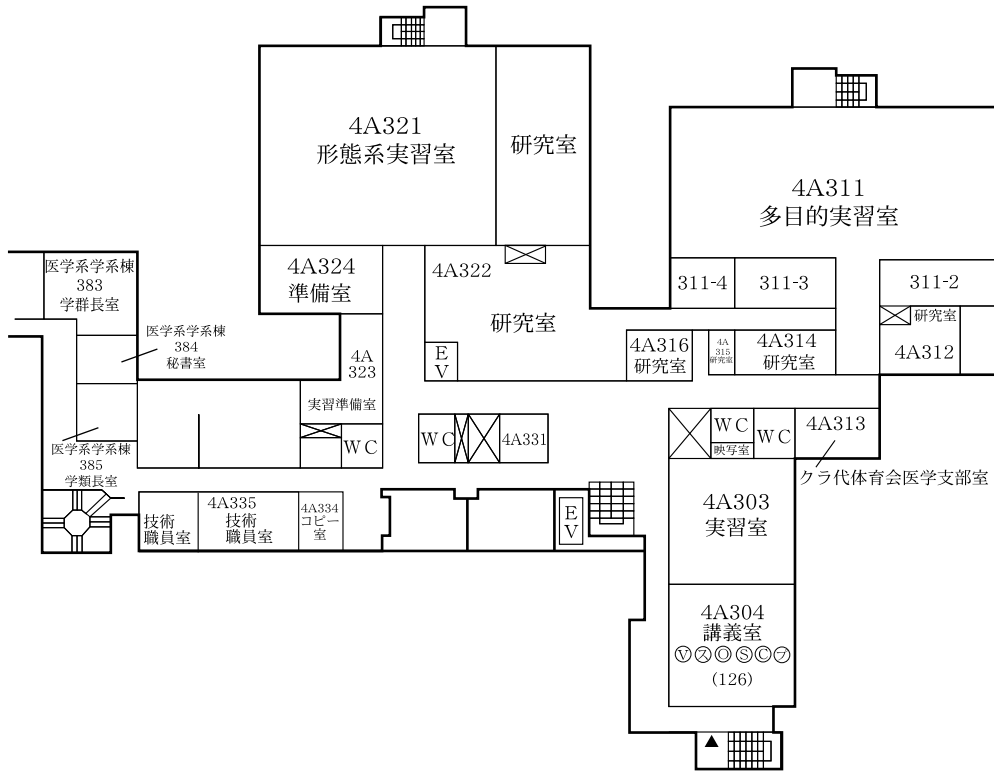 4A321
形態系実習室
研究室
4A311
多目的実習室
医学系学系棟
383
学群長室
4A324
準備室
4A322
研究室
311-4
311-3
311-2
医学系学系棟
384
秘書室
4A
323
実習準備室
E
V
4A316
研究室
4A
315
研究室
4A314
研究室
研究室
4A312
医学系学系棟
385
学類長室
WC
WC
4A331
WC
映写室
WC
4A313
クラ代体育会医学支部室
技術
職員室
4A335
技術
職員室
4A334
コピー
室
E
V
4A303
実習室
4A304
講義室
ⓋスⓄⓈⒸヲ
(126)